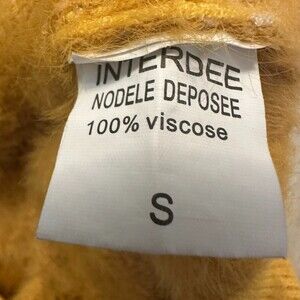 INTERDEE
NODELE DEPOSEE
100% viscose
S